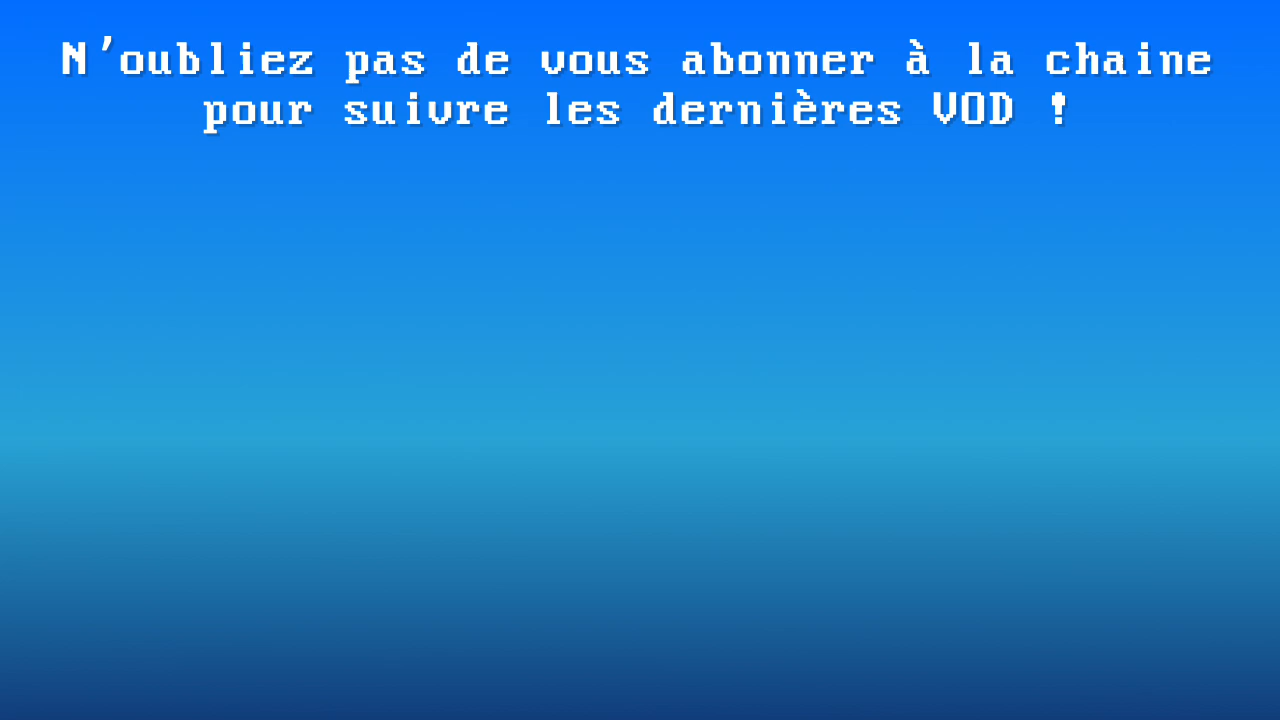 N'oubliez pas de vous abonner à la chaine
pour suivre les dernières VOD !